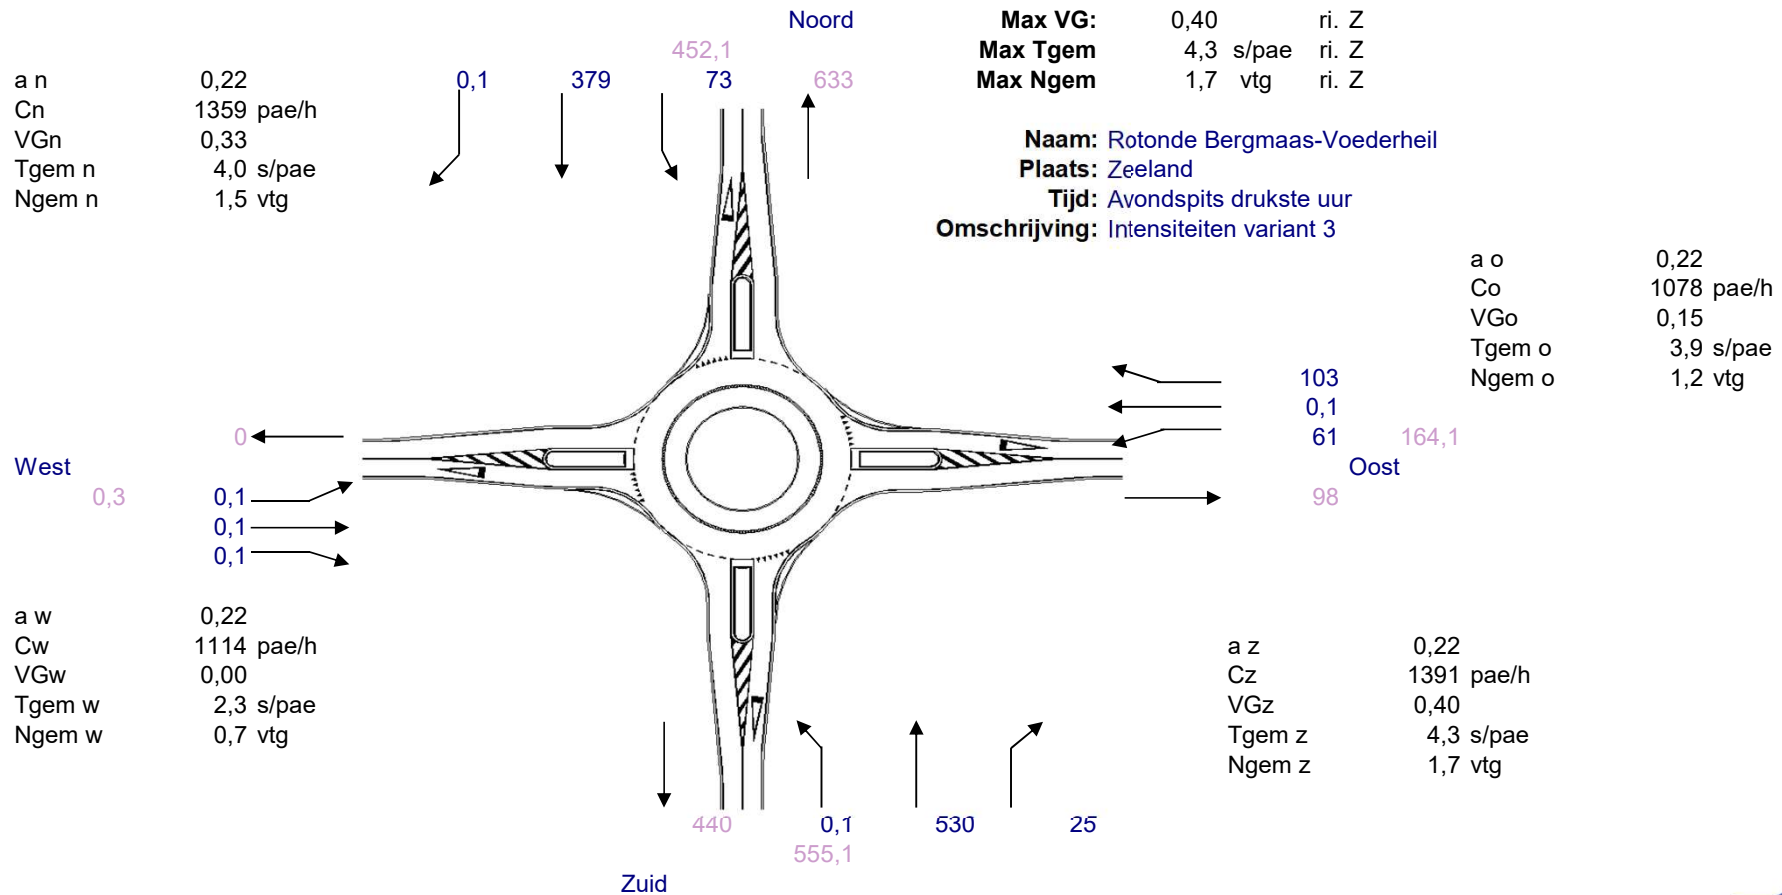 Noord
452,1
0,1 379 73 633
Max VG: 0,40 ri. Z
Max Tgem 4,3 s/pae ri. Z
Max Ngem 1,7 vtg ri. Z
a n 0,22
Cn 1359 pae/h
VGn 0,33
Tgem n 4,0 s/pae
Ngem n 1,5 vtg
Naam: Rotonde Bergmaas-Voederheil
Plaats: Zeeland
Tijd: Avondspits drukste uur
Omschrijving: Intensiteiten variant 3
a o 0,22
Co 1078 pae/h
VGo 0,15
Tgem o 3,9 s/pae
Ngem o 1,2 vtg
103
0,1
61 164,1
Oost
98
0
West
0,3 0,1
0,1
0,1
a w 0,22
Cw 1114 pae/h
VGw 0,00
Tgem w 2,3 s/pae
Ngem w 0,7 vtg
a z 0,22
Cz 1391 pae/h
VGz 0,40
Tgem z 4,3 s/pae
Ngem z 1,7 vtg
440 0,1 530 25
555,1
Zuid